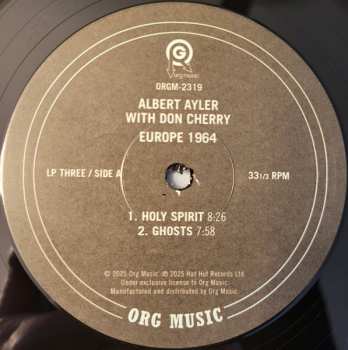 R
orgmusic
ORGM-2319
ALBERT AYLER
WITH DON CHERRY
EUROPE 1964
LP THREE / SIDE A
33 1/3 RPM
1. HOLY SPIRIT 8:26
2. GHOSTS 7:58
© 2025 Org Music ℗ 2025 Hat Hut Records Ltd.
Under exclusive license to Org Music.
Manufactured and distributed by Org Music.
ORG MUSIC